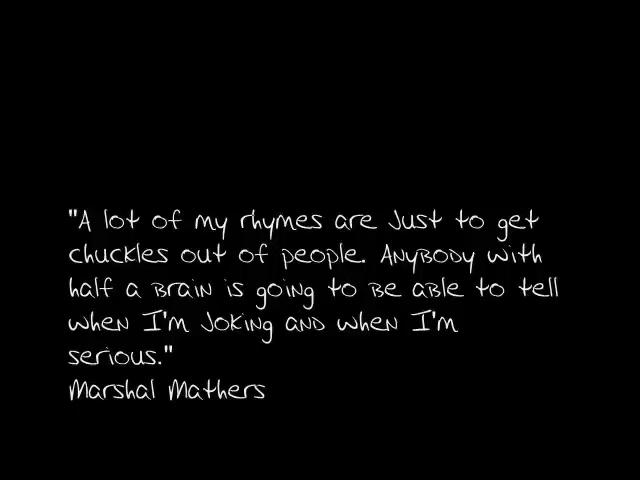 "A lot of my rhymes are just to get
chuckles out of people. Anybody with
half a brain is going to be able to tell
when I'm joking and when I'm
serious."
Marshal Mathers